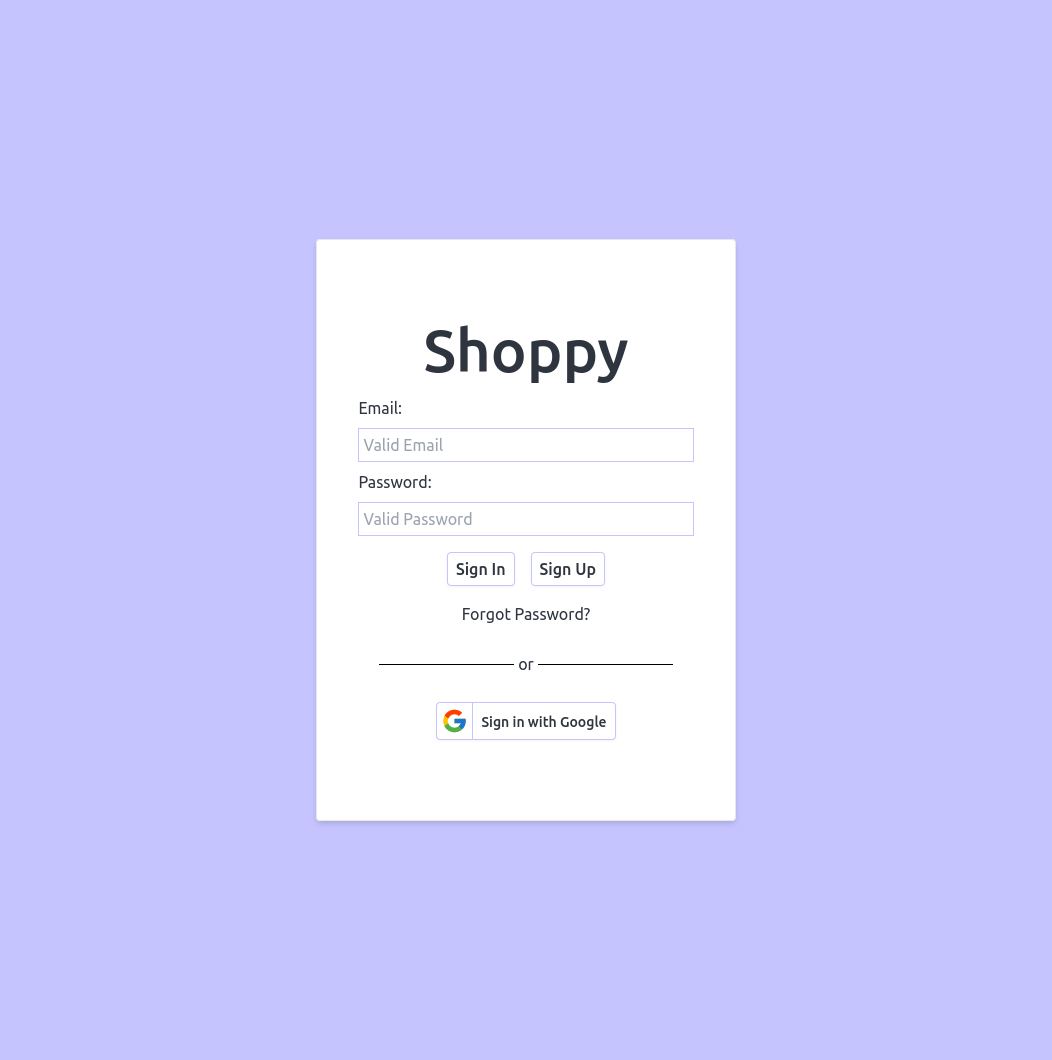 Shoppy
Email:
Valid Email
Password:
Valid Password
Sign In Sign Up
Forgot Password?
or
Sign in with Google